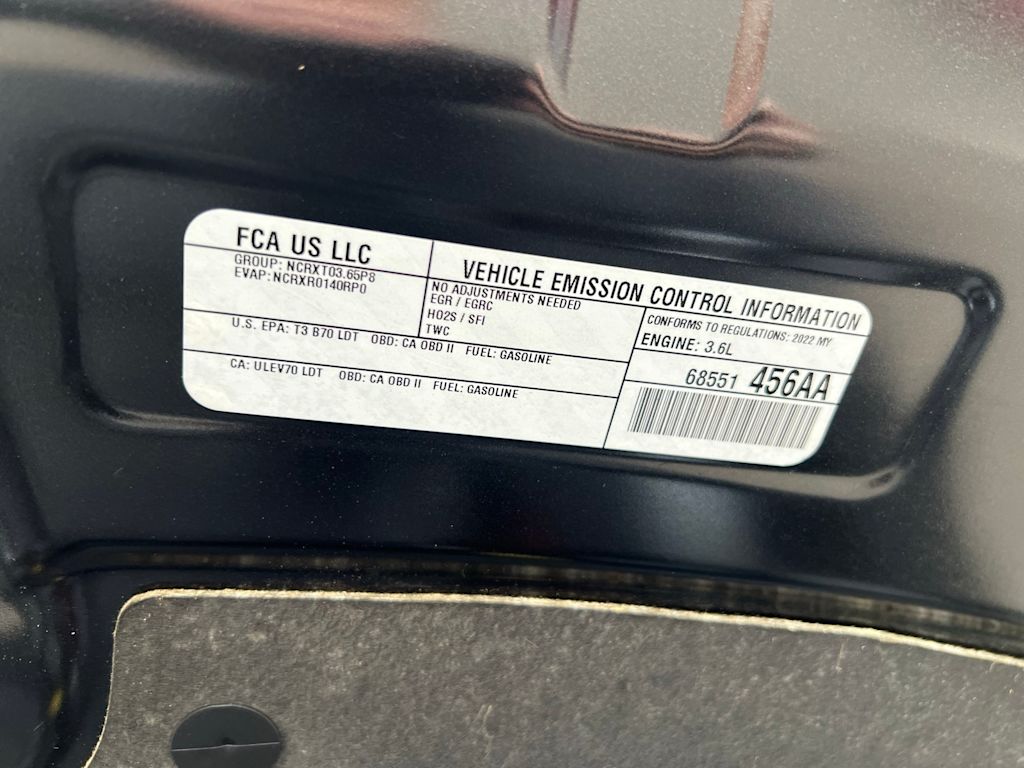 FCA US LLC
GROUP: NCRXT03.65P8
EVAP: NCRXR0140RP0
VEHICLE EMISSION CONTROL INFORMATION
NO ADJUSTMENTS NEEDED
EGR / EGRC
HO2S / SFI
TWC
CONFORMS TO REGULATIONS: 2022 MY
ENGINE: 3.6L
U.S. EPA: T3 B70 LDT OBD: CA OBD II FUEL: GASOLINE
CA: ULEV70 LDT OBD: CA OBD II FUEL: GASOLINE
68551 456AA